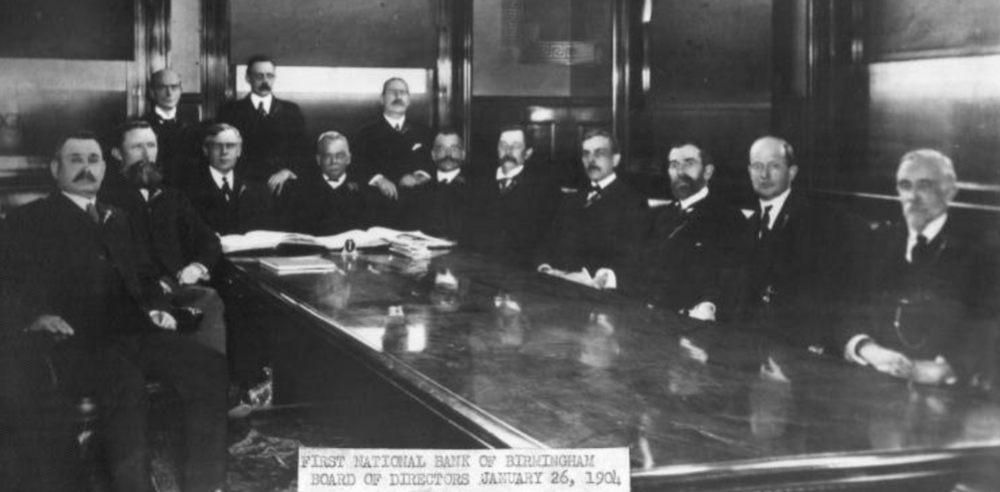 FIRST NATIONAL BANK OF BIRMINGHAM
BOARD OF DIRECTORS JANUARY 26, 1904